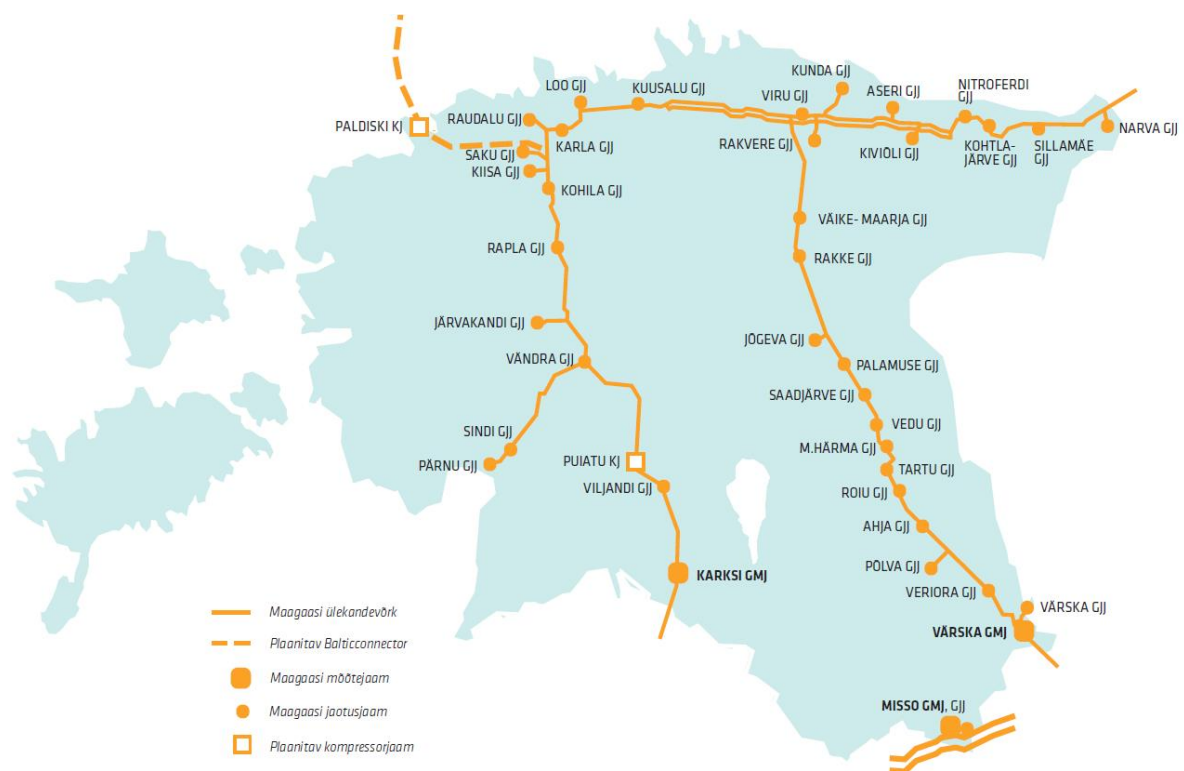 KUNDA GJJ
LOO GJJ
KUUSALU GJJ
VIRU GJJ
ASERI GJJ
NITROFERDI
GJJ
PALDISKI KJ
RAUDALU GJJ
KARLA GJJ
RAKVERE GJJ
KIVIÕLI GJJ
KOHTLA-
JÄRVE GJJ
SILLAMÄE
GJJ
NARVA GJJ
SAKU GJJ
KIISA GJJ
KOHILA GJJ
VÄIKE- MAARJA GJJ
RAPLA GJJ
RAKKE GJJ
JÄRVAKANDI GJJ
JÕGEVA GJJ
VÄNDRA GJJ
PALAMUSE GJJ
SAADJÄRVE GJJ
VEDU GJJ
SINDI GJJ
M.HÄRMA GJJ
PÄRNU GJJ
PUIATU KJ
TARTU GJJ
VILJANDI GJJ
ROIU GJJ
AHJA GJJ
PÕLVA GJJ
KARKSI GMJ
VERIORA GJJ
VÄRSKA GJJ
VÄRSKA GMJ
MISSO GMJ, GJJ
Maagaasi ülekandevõrk
Plaanitav Balticconnector
Maagaasi mõõtejaam
Maagaasi jaotusjaam
Plaanitav kompressorjaam